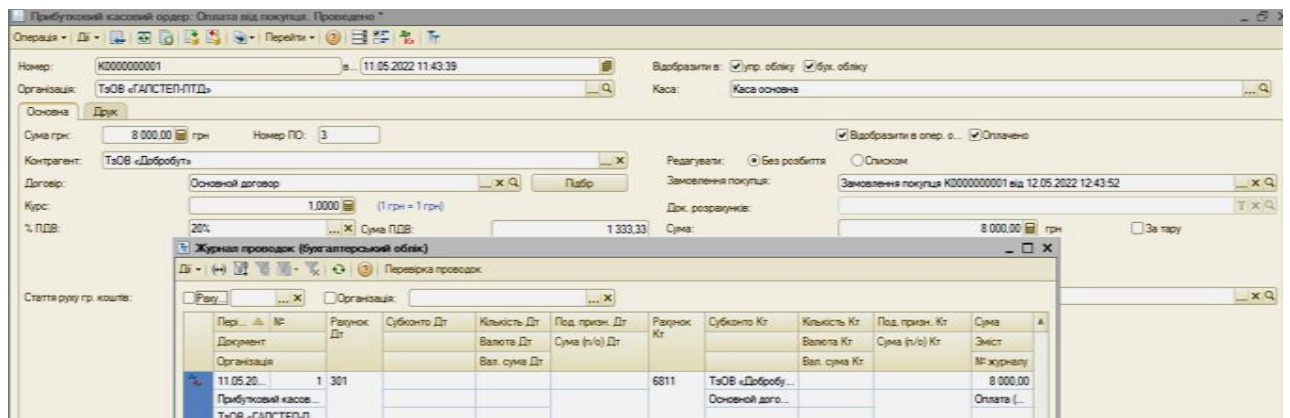 Прибутковий касовий ордер: Оплата від покупця. Проведено *
Операція Дії Перейти
Номер: К0000000001 в... 11.05.2022 11:43:39 Відобразити в: упр. обліку бух. обліку
Організація: ТзОВ «ГАЛСТЕП-ПТД» Каса: Каса основна
Основна Друк
Сума грн: 8 000,00 грн Номер ПО: 3 Відобразити в опер. о... Оплачено
Контрагент: ТзОВ «Добробут» Редагувати: Без розбиття Списком
Договір: Основной договор Підбір Замовлення покупця: Замовлення покупця К0000000001 від 12.05.2022 12:43:52
Курс: 1,0000 (1 грн = 1 грн) Док. розрахунків:
% ПДВ: 20% Сума ПДВ: 1 333,33 Сума: 8 000,00 грн За тару
Журнал проводок (бухгалтерський облік)
Дії Перевірка проводок
Стаття руху гр. коштів: Раху... Організація:
Пері... № Рахунок Дт Субконто Дт Кількість Дт Под. призн. Дт Рахунок Кт Субконто Кт Кількість Кт Под. призн. Кт Сума
Документ Валюта Дт Сума (п/о) Дт Валюта Кт Сума (п/о) Кт Зміст
Організація Вал. сума Дт Вал. сума Кт № журналу
11.05.20... 1 301 6811 ТзОВ «Добробу... 8 000,00
Прибутковий касов... Основной дого... Оплата (...
ТзОВ «ГАЛСТЕП-П...